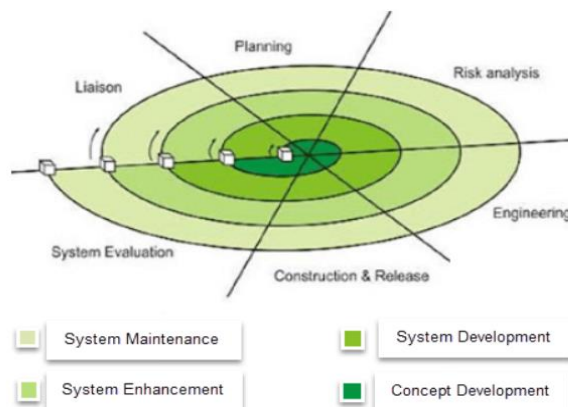 Planning
Risk analysis
Liaison
Engineering
System Evaluation
Construction & Release
System Maintenance
System Development
System Enhancement
Concept Development